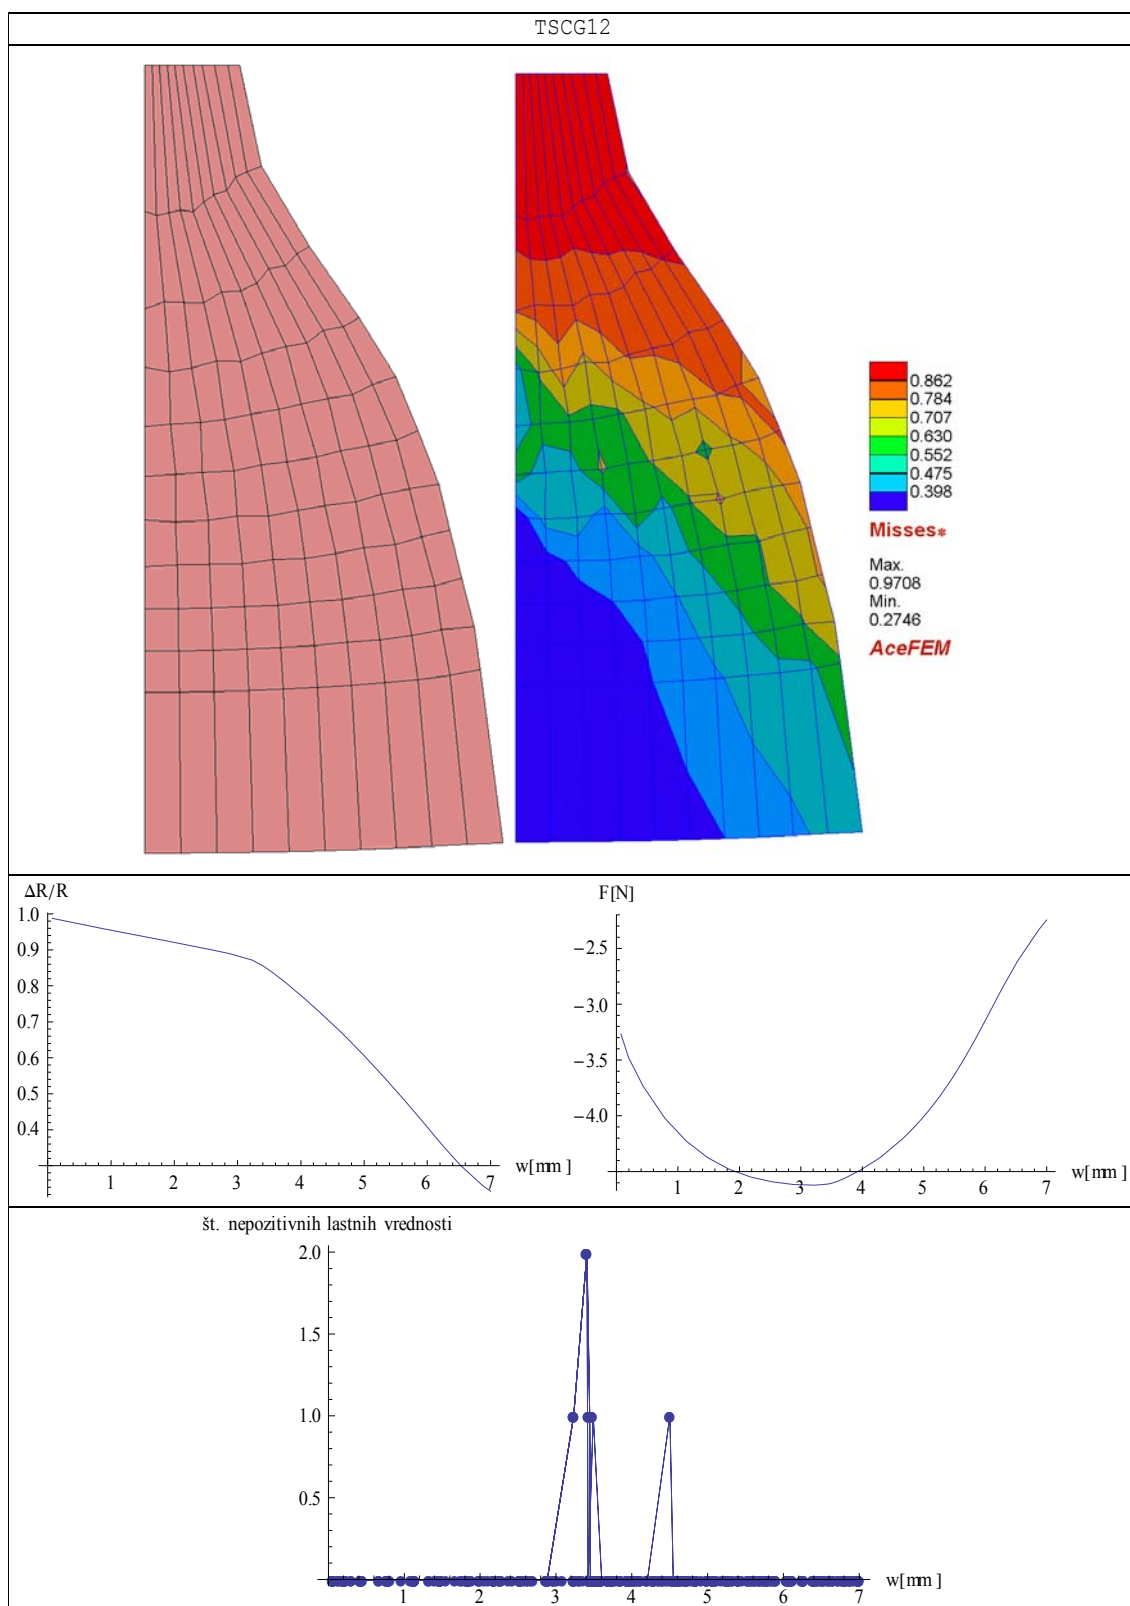 TSCG12
0.862
0.784
0.707
0.630
0.552
0.475
0.398
Misses*
Max.
0.9708
Min.
0.2746
AceFEM
ΔR/R
1.0
0.9
0.8
0.7
0.6
0.5
0.4
1 2 3 4 5 6 7
w[mm ]
F[N]
−2.5
−3.0
−3.5
−4.0
1 2 3 4 5 6 7
w[mm ]
št. nepozitivnih lastnih vrednosti
2.0
1.5
1.0
0.5
1 2 3 4 5 6 7
w[mm ]